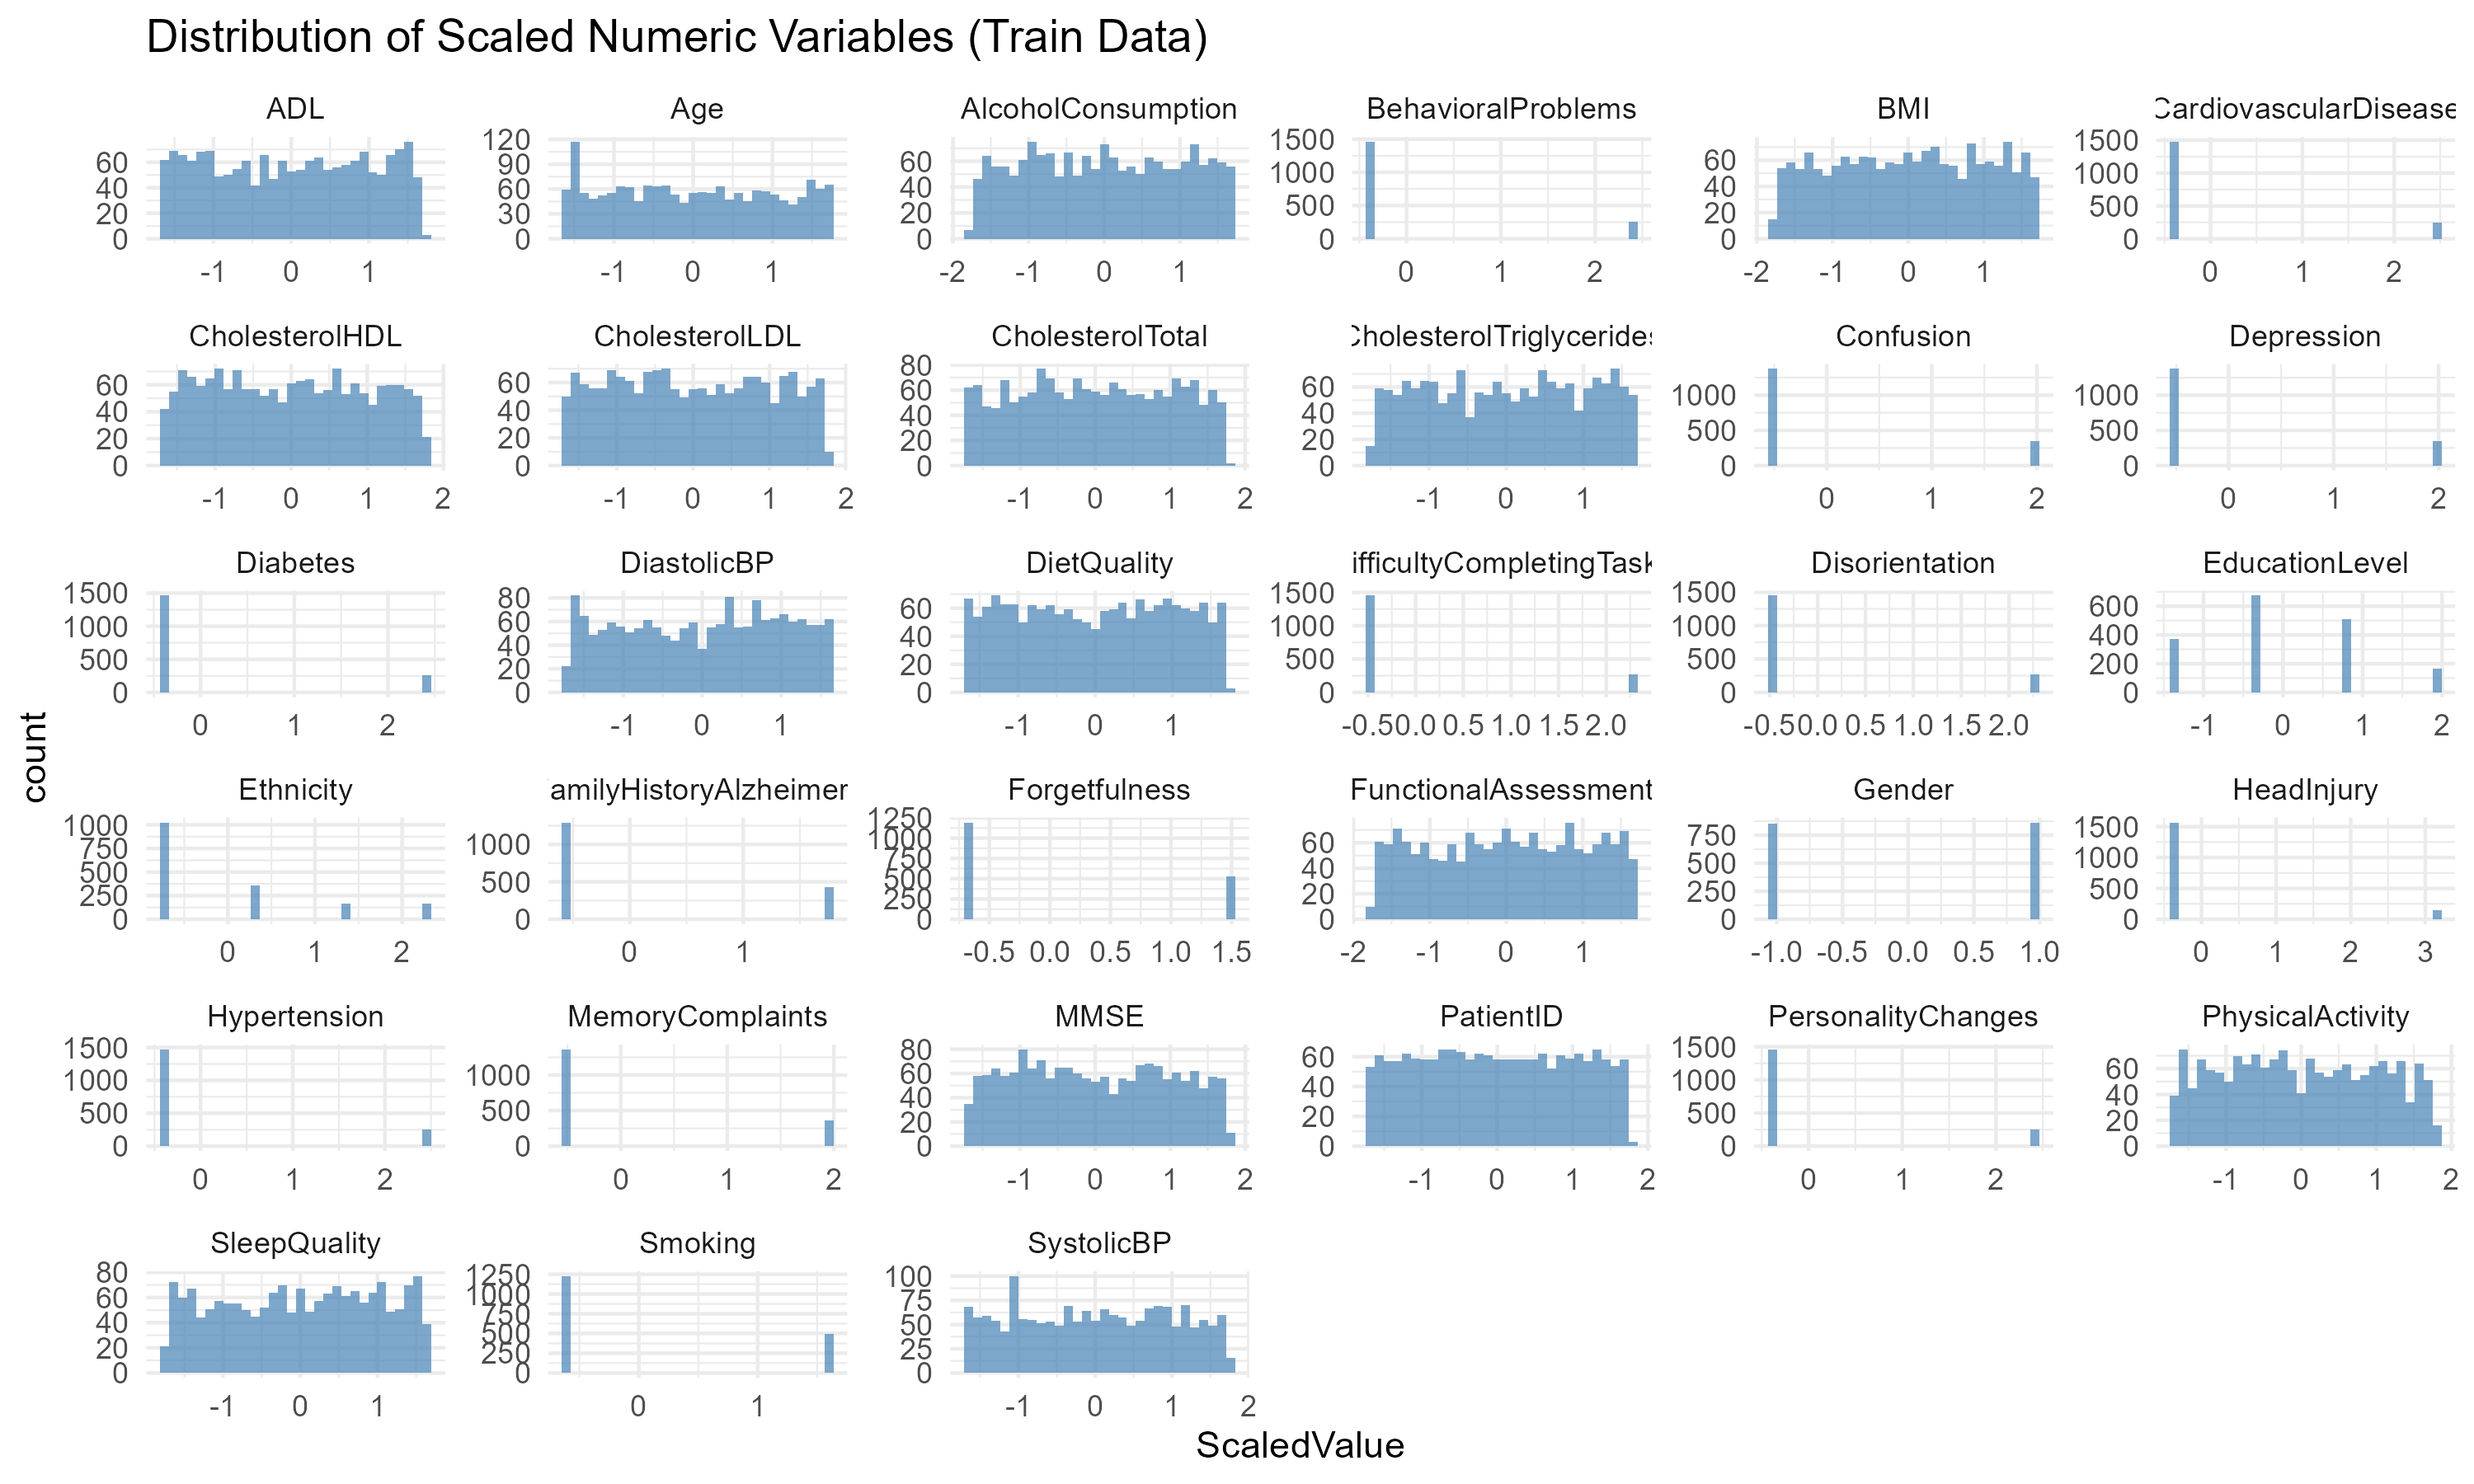 Distribution of Scaled Numeric Variables (Train Data)
ADL
60
40
20
0
-1 0 1
Age
120
90
60
30
0
-1 0 1
AlcoholConsumption
60
40
20
0
-2 -1 0 1
BehavioralProblems
1500
1000
500
0
0 1 2
BMI
60
40
20
0
-2 -1 0 1
CardiovascularDisease
1500
1000
500
0
0 1 2
CholesterolHDL
60
40
20
0
-1 0 1 2
CholesterolLDL
60
40
20
0
-1 0 1 2
CholesterolTotal
80
60
40
20
0
-1 0 1 2
CholesterolTriglycerides
60
40
20
0
-1 0 1
Confusion
1000
500
0
0 1 2
Depression
1000
500
0
0 1 2
Diabetes
1500
1000
500
0
0 1 2
DiastolicBP
80
60
40
20
0
-1 0 1
DietQuality
60
40
20
0
-1 0 1
ifficultyCompletingTask
1500
1000
500
0
-0.5 0.0 0.5 1.0 1.5 2.0
Disorientation
1500
1000
500
0
-0.5 0.0 0.5 1.0 1.5 2.0
EducationLevel
600
400
200
0
-1 0 1 2
count
Ethnicity
1000
750
500
250
0
0 1 2
amilyHistoryAlzheimer
1000
500
0
0 1
Forgetfulness
1250
1000
750
500
250
0
-0.5 0.0 0.5 1.0 1.5
FunctionalAssessment
60
40
20
0
-2 -1 0 1
Gender
750
500
250
0
-1.0 -0.5 0.0 0.5 1.0
HeadInjury
1500
1000
500
0
0 1 2 3
Hypertension
1500
1000
500
0
0 1 2
MemoryComplaints
1000
500
0
0 1 2
MMSE
80
60
40
20
0
-1 0 1 2
PatientID
60
40
20
0
-1 0 1 2
PersonalityChanges
1500
1000
500
0
0 1 2
PhysicalActivity
60
40
20
0
-1 0 1 2
SleepQuality
80
60
40
20
0
-1 0 1
Smoking
1250
1000
750
500
250
0
0 1
SystolicBP
100
75
50
25
0
-1 0 1 2
ScaledValue